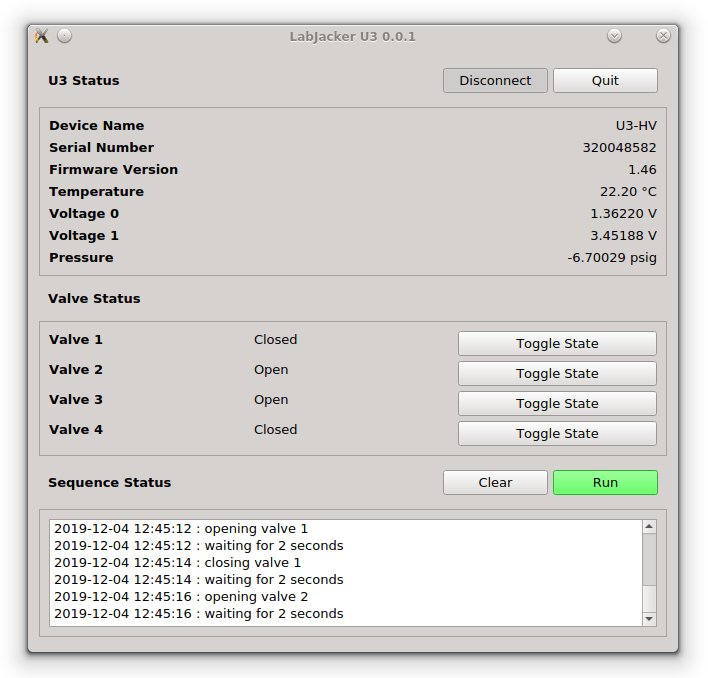 LabJacker U3 0.0.1
U3 Status Disconnect Quit
Device Name U3-HV
Serial Number 320048582
Firmware Version 1.46
Temperature 22.20 °C
Voltage 0 1.36220 V
Voltage 1 3.45188 V
Pressure -6.70029 psig
Valve Status
Valve 1 Closed Toggle State
Valve 2 Open Toggle State
Valve 3 Open Toggle State
Valve 4 Closed Toggle State
Sequence Status Clear Run
2019-12-04 12:45:12 : opening valve 1
2019-12-04 12:45:12 : waiting for 2 seconds
2019-12-04 12:45:14 : closing valve 1
2019-12-04 12:45:14 : waiting for 2 seconds
2019-12-04 12:45:16 : opening valve 2
2019-12-04 12:45:16 : waiting for 2 seconds